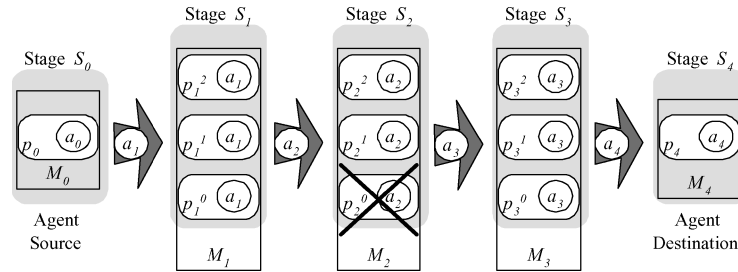 Stage S0
Agent
Source
p0
a0
M0
a1
Stage S1
p1^2
a1
p1^1
a1
p1^0
a1
M1
a2
Stage S2
p2^2
a2
p2^1
a2
p2^0
a2
M2
a3
Stage S3
p3^2
a3
p3^1
a3
p3^0
a3
M3
a4
Stage S4
p4
a4
M4
Agent
Destination